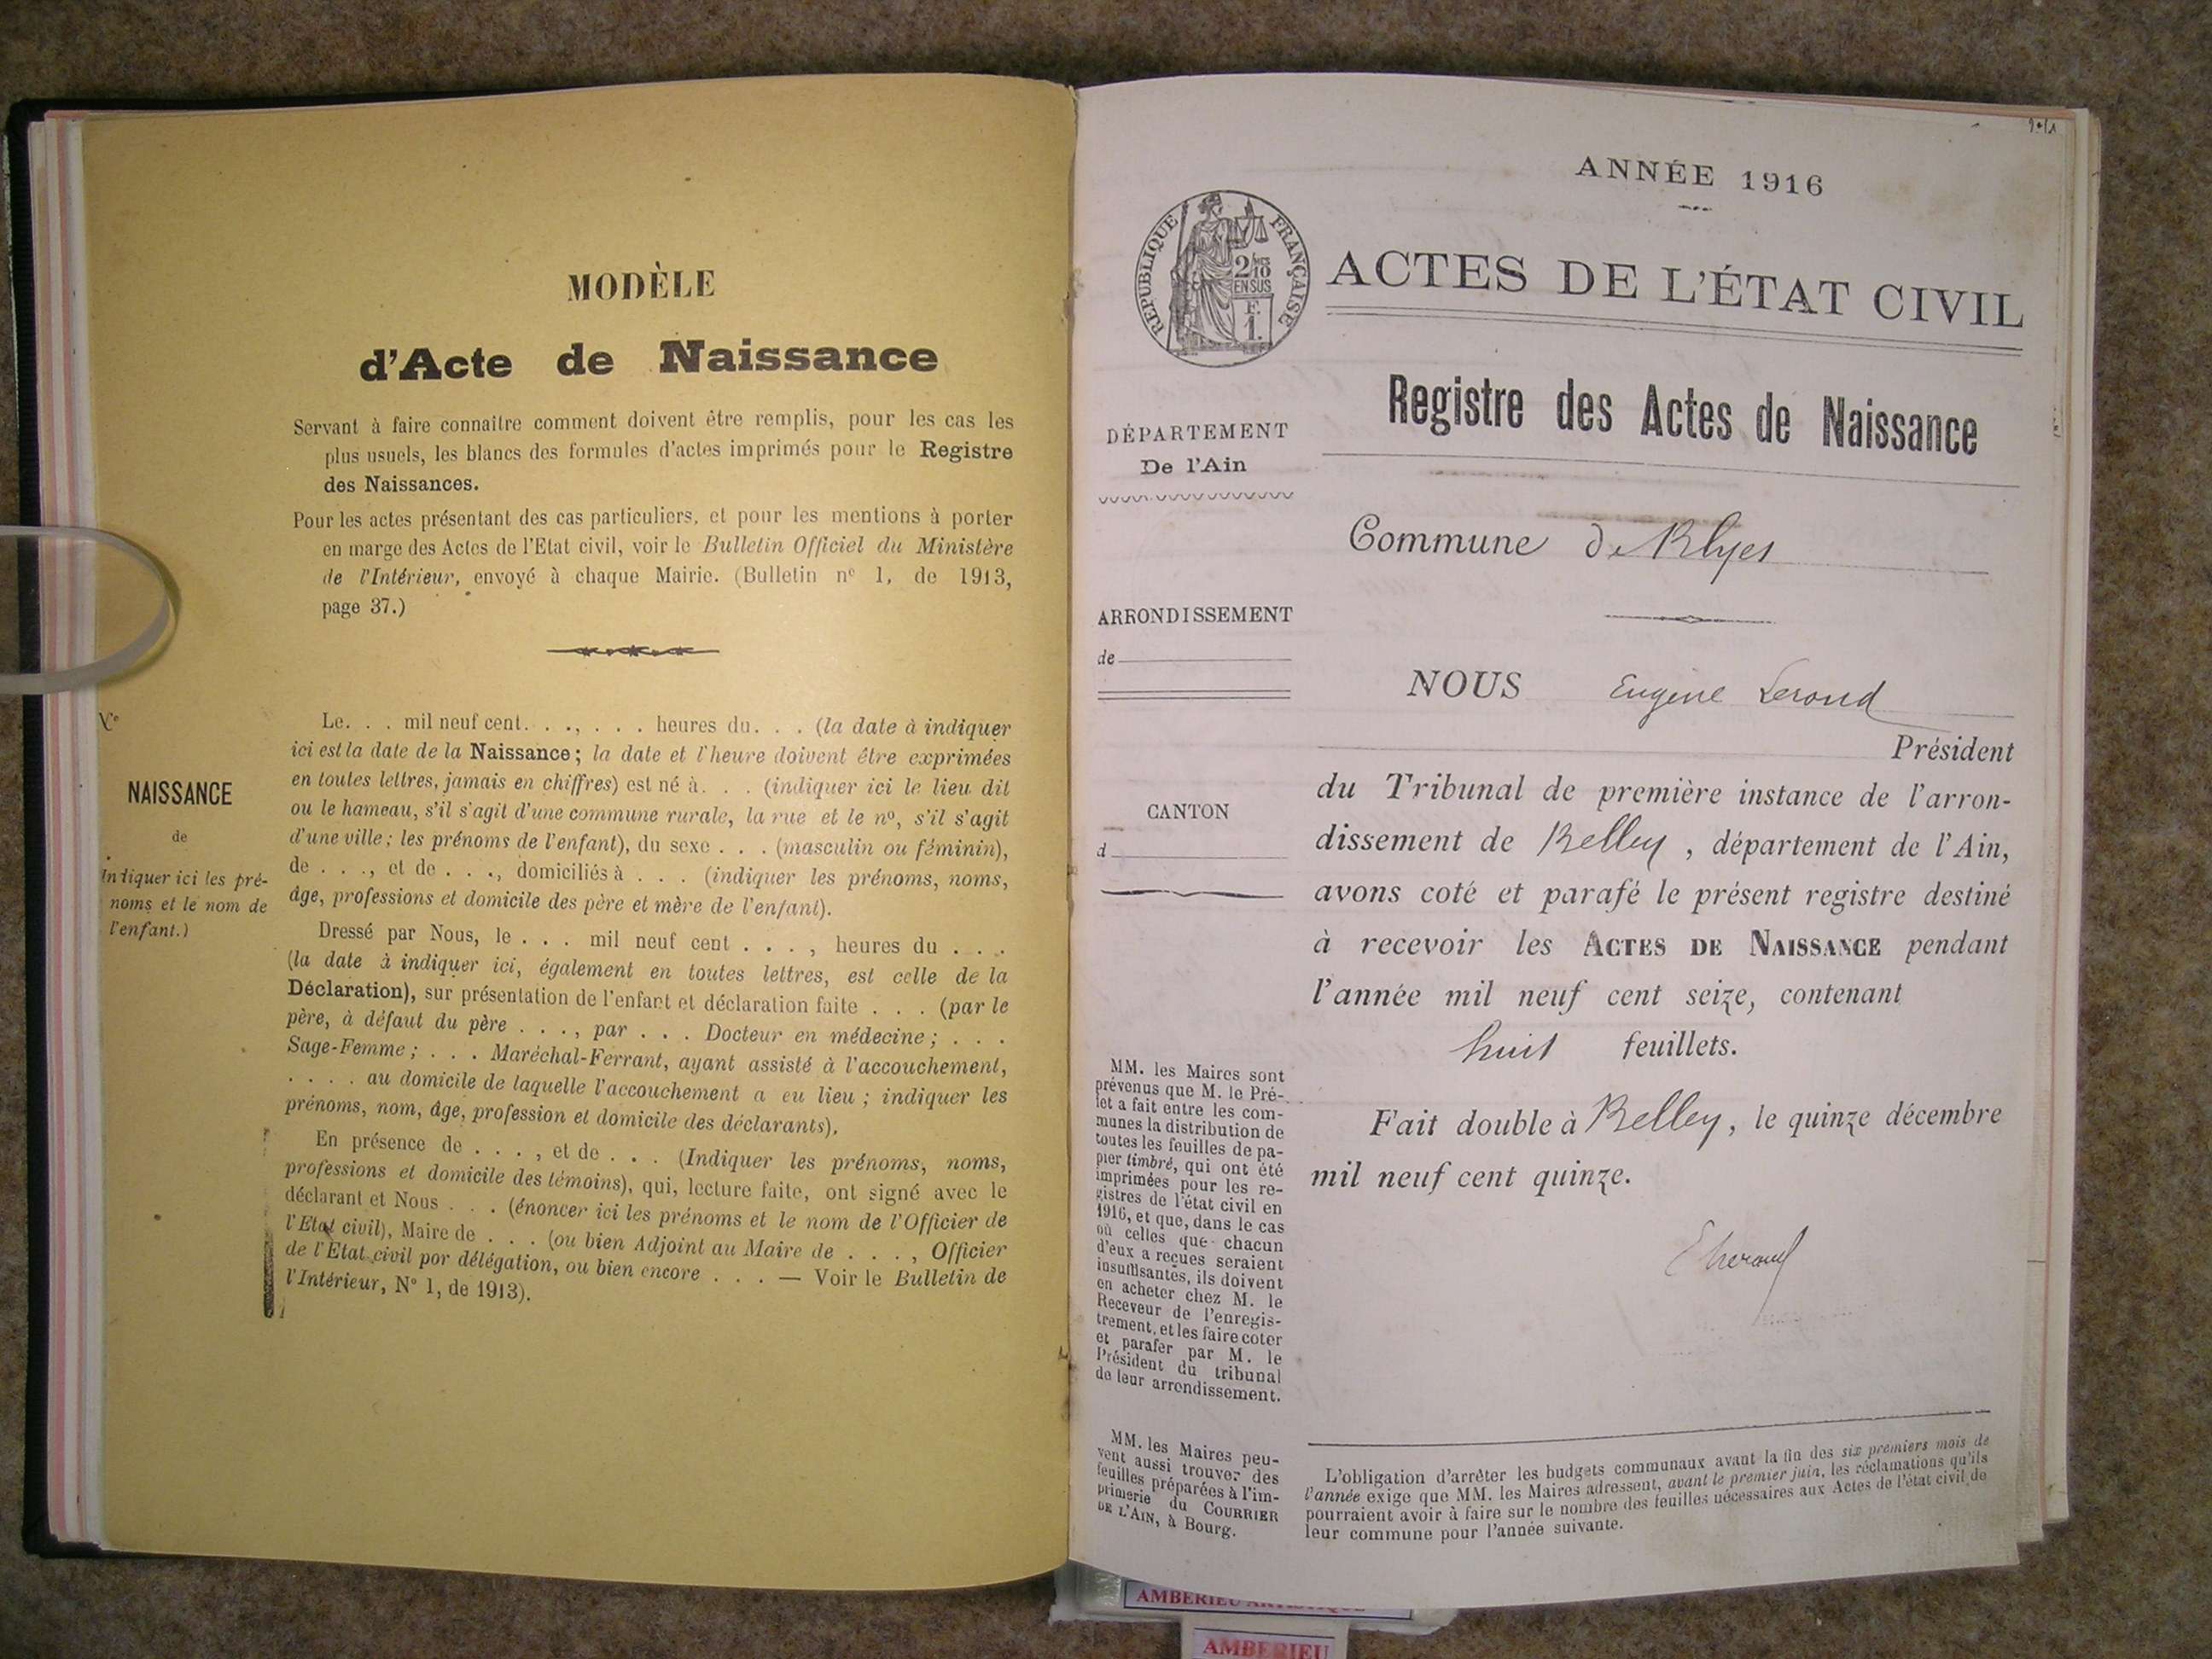 MODÈLE
d'Acte de Naissance
Servant à faire connaître comment doivent être remplis, pour les cas les
plus usuels, les blancs des formules d'actes imprimés pour le Registre
des Naissances.
Pour les actes présentant des cas particuliers, et pour les mentions à porter
en marge des Actes de l'Etat civil, voir le Bulletin Officiel du Ministère
de l'Intérieur, envoyé à chaque Mairie. (Bulletin n° 1, de 1913,
page 37.)
N°
NAISSANCE
de
indiquer ici les pré-
noms et le nom de
l'enfant.)
Le. . . mil neuf cent. . ., . . . heures du. . . (la date à indiquer
ici est la date de la Naissance; la date et l'heure doivent être exprimées
en toutes lettres, jamais en chiffres) est né à. . . (indiquer ici le lieu dit
ou le hameau, s'il s'agit d'une commune rurale, la rue et le n°, s'il s'agit
d'une ville; les prénoms de l'enfant), du sexe . . . (masculin ou féminin),
de . . ., et de . . ., domiciliés à . . . (indiquer les prénoms, noms,
âge, professions et domicile des père et mère de l'enfant).
Dressé par Nous, le . . . mil neuf cent . . . , heures du . . .
(la date à indiquer ici, également en toutes lettres, est celle de la
Déclaration), sur présentation de l'enfant et déclaration faite . . . (par le
père, à défaut du père . . ., par . . . Docteur en médecine; . . .
Sage-Femme; . . . Maréchal-Ferrant, ayant assisté à l'accouchement,
. . . . au domicile de laquelle l'accouchement a eu lieu; indiquer les
prénoms, nom, âge, profession et domicile des déclarants).
En présence de . . . , et de . . . (Indiquer les prénoms, noms,
professions et domicile des témoins), qui, lecture faite, ont signé avec le
déclarant et Nous . . . (énoncer ici les prénoms et le nom de l'Officier de
l'Etat civil), Maire de . . . (ou bien Adjoint au Maire de . . . , Officier
de l'Etat civil por délégation, ou bien encore . . . — Voir le Bulletin de
l'Intérieur, N° 1, de 1913).
ANNÉE 1916
RÉPUBLIQUE FRANÇAISE
2/10
EN SUS
F.
1.
ACTES DE L'ÉTAT CIVIL
Registre des Actes de Naissance
DÉPARTEMENT
De l'Ain
Commune de Blyes
ARRONDISSEMENT
de
CANTON
d
NOUS Eugène
Président
du Tribunal de première instance de l'arron-
dissement de Belley, département de l'Ain,
avons coté et parafé le présent registre destiné
à recevoir les ACTES DE NAISSANCE pendant
l'année mil neuf cent seize, contenant
huit feuillets.
Fait double à Belley, le quinze décembre
mil neuf cent quinze.
MM. les Maires sont
prévenus que M. le Pré-
fet a fait entre les com-
munes la distribution de
toutes les feuilles de pa-
pier timbré, qui ont été
imprimées pour les re-
gistres de l'état civil en
1916, et que, dans le cas
où celles que chacun
d'eux a reçues seraient
insuffisantes, ils doivent
en acheter chez M. le
Receveur de l'enregis-
trement, et les faire coter
et parafer par M. le
Président du tribunal
de leur arrondissement.
MM. les Maires peu-
vent aussi trouver des
feuilles préparées à l'im-
primerie du COURRIER
DE L'AIN, à Bourg.
L'obligation d'arrêter les budgets communaux avant la fin des six premiers mois de
l'année exige que MM. les Maires adressent, avant le premier juin, les réclamations qu'ils
pourraient avoir à faire sur le nombre des feuilles nécessaires aux Actes de l'état civil de
leur commune pour l'année suivante.
AMBERIEU ARTISTIQUE
AMBERIEU